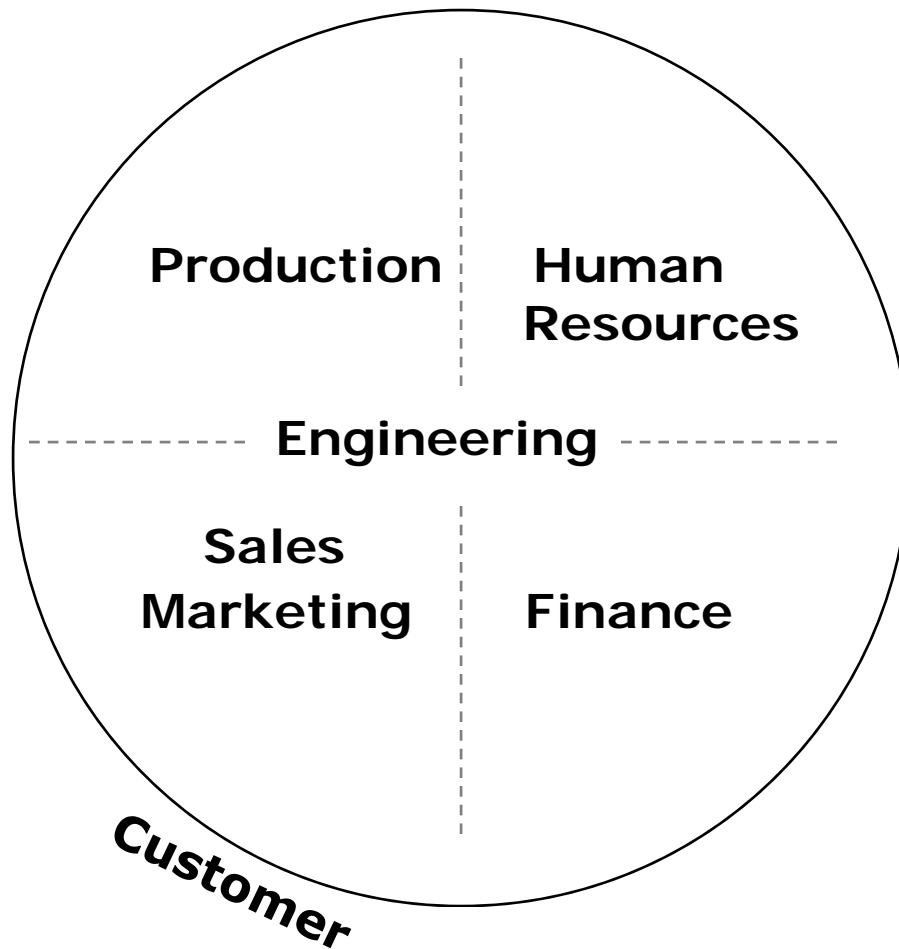 Production
Human
Resources
Engineering
Sales
Marketing
Finance
Customer